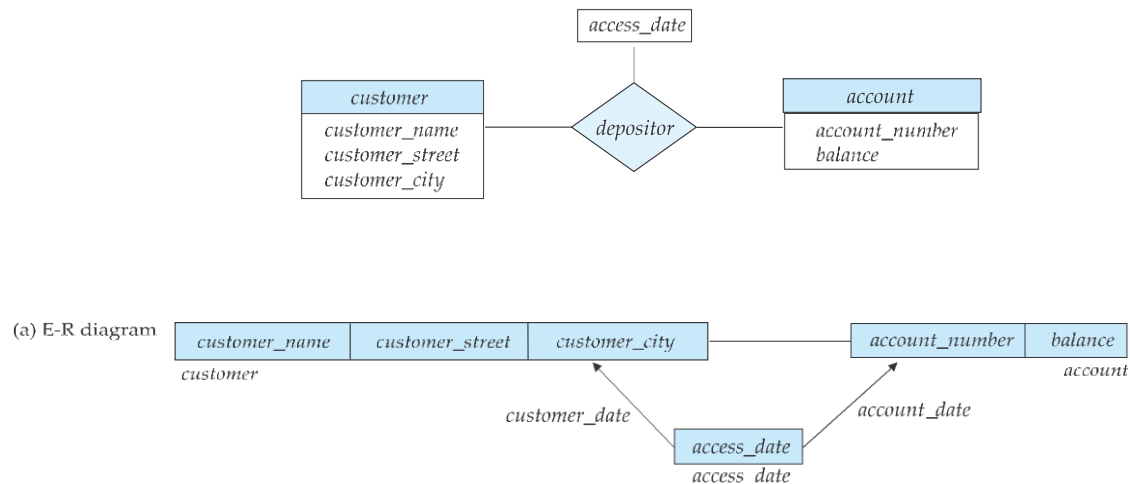 access_date
customer
customer_name
customer_street
customer_city
depositor
account
account_number
balance
(a) E-R diagram
customer_name customer_street customer_city
customer
account_number balance
account
customer_date
account_date
access_date
access date